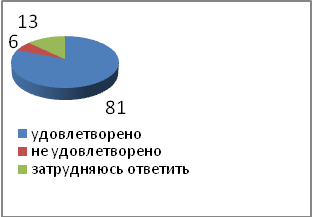 13
6
81
удовлетворено
не удовлетворено
затрудняюсь ответить